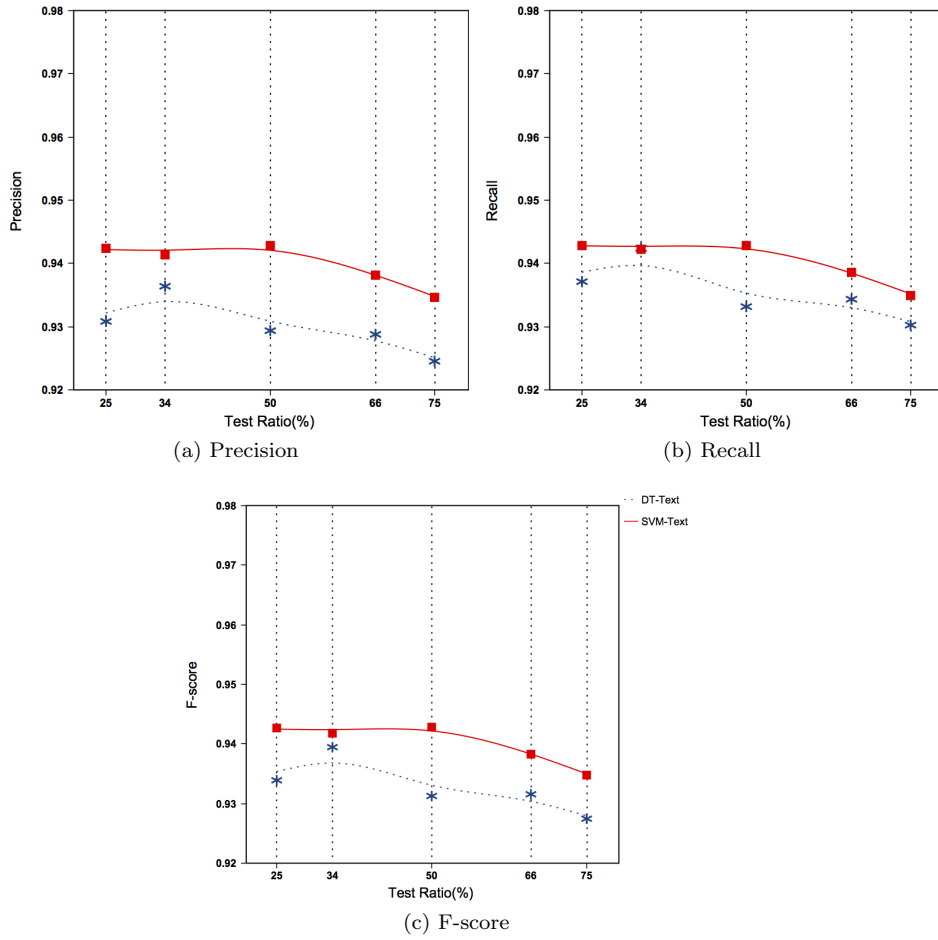 0.98
0.97
0.96
0.95
0.94
0.93
0.92
Precision
25 34 50 66 75
Test Ratio(%)
(a) Precision
0.98
0.97
0.96
0.95
0.94
0.93
0.92
Recall
25 34 50 66 75
Test Ratio(%)
(b) Recall
0.98
0.97
0.96
0.95
0.94
0.93
0.92
F-score
25 34 50 66 75
Test Ratio(%)
DT-Text
SVM-Text
(c) F-score